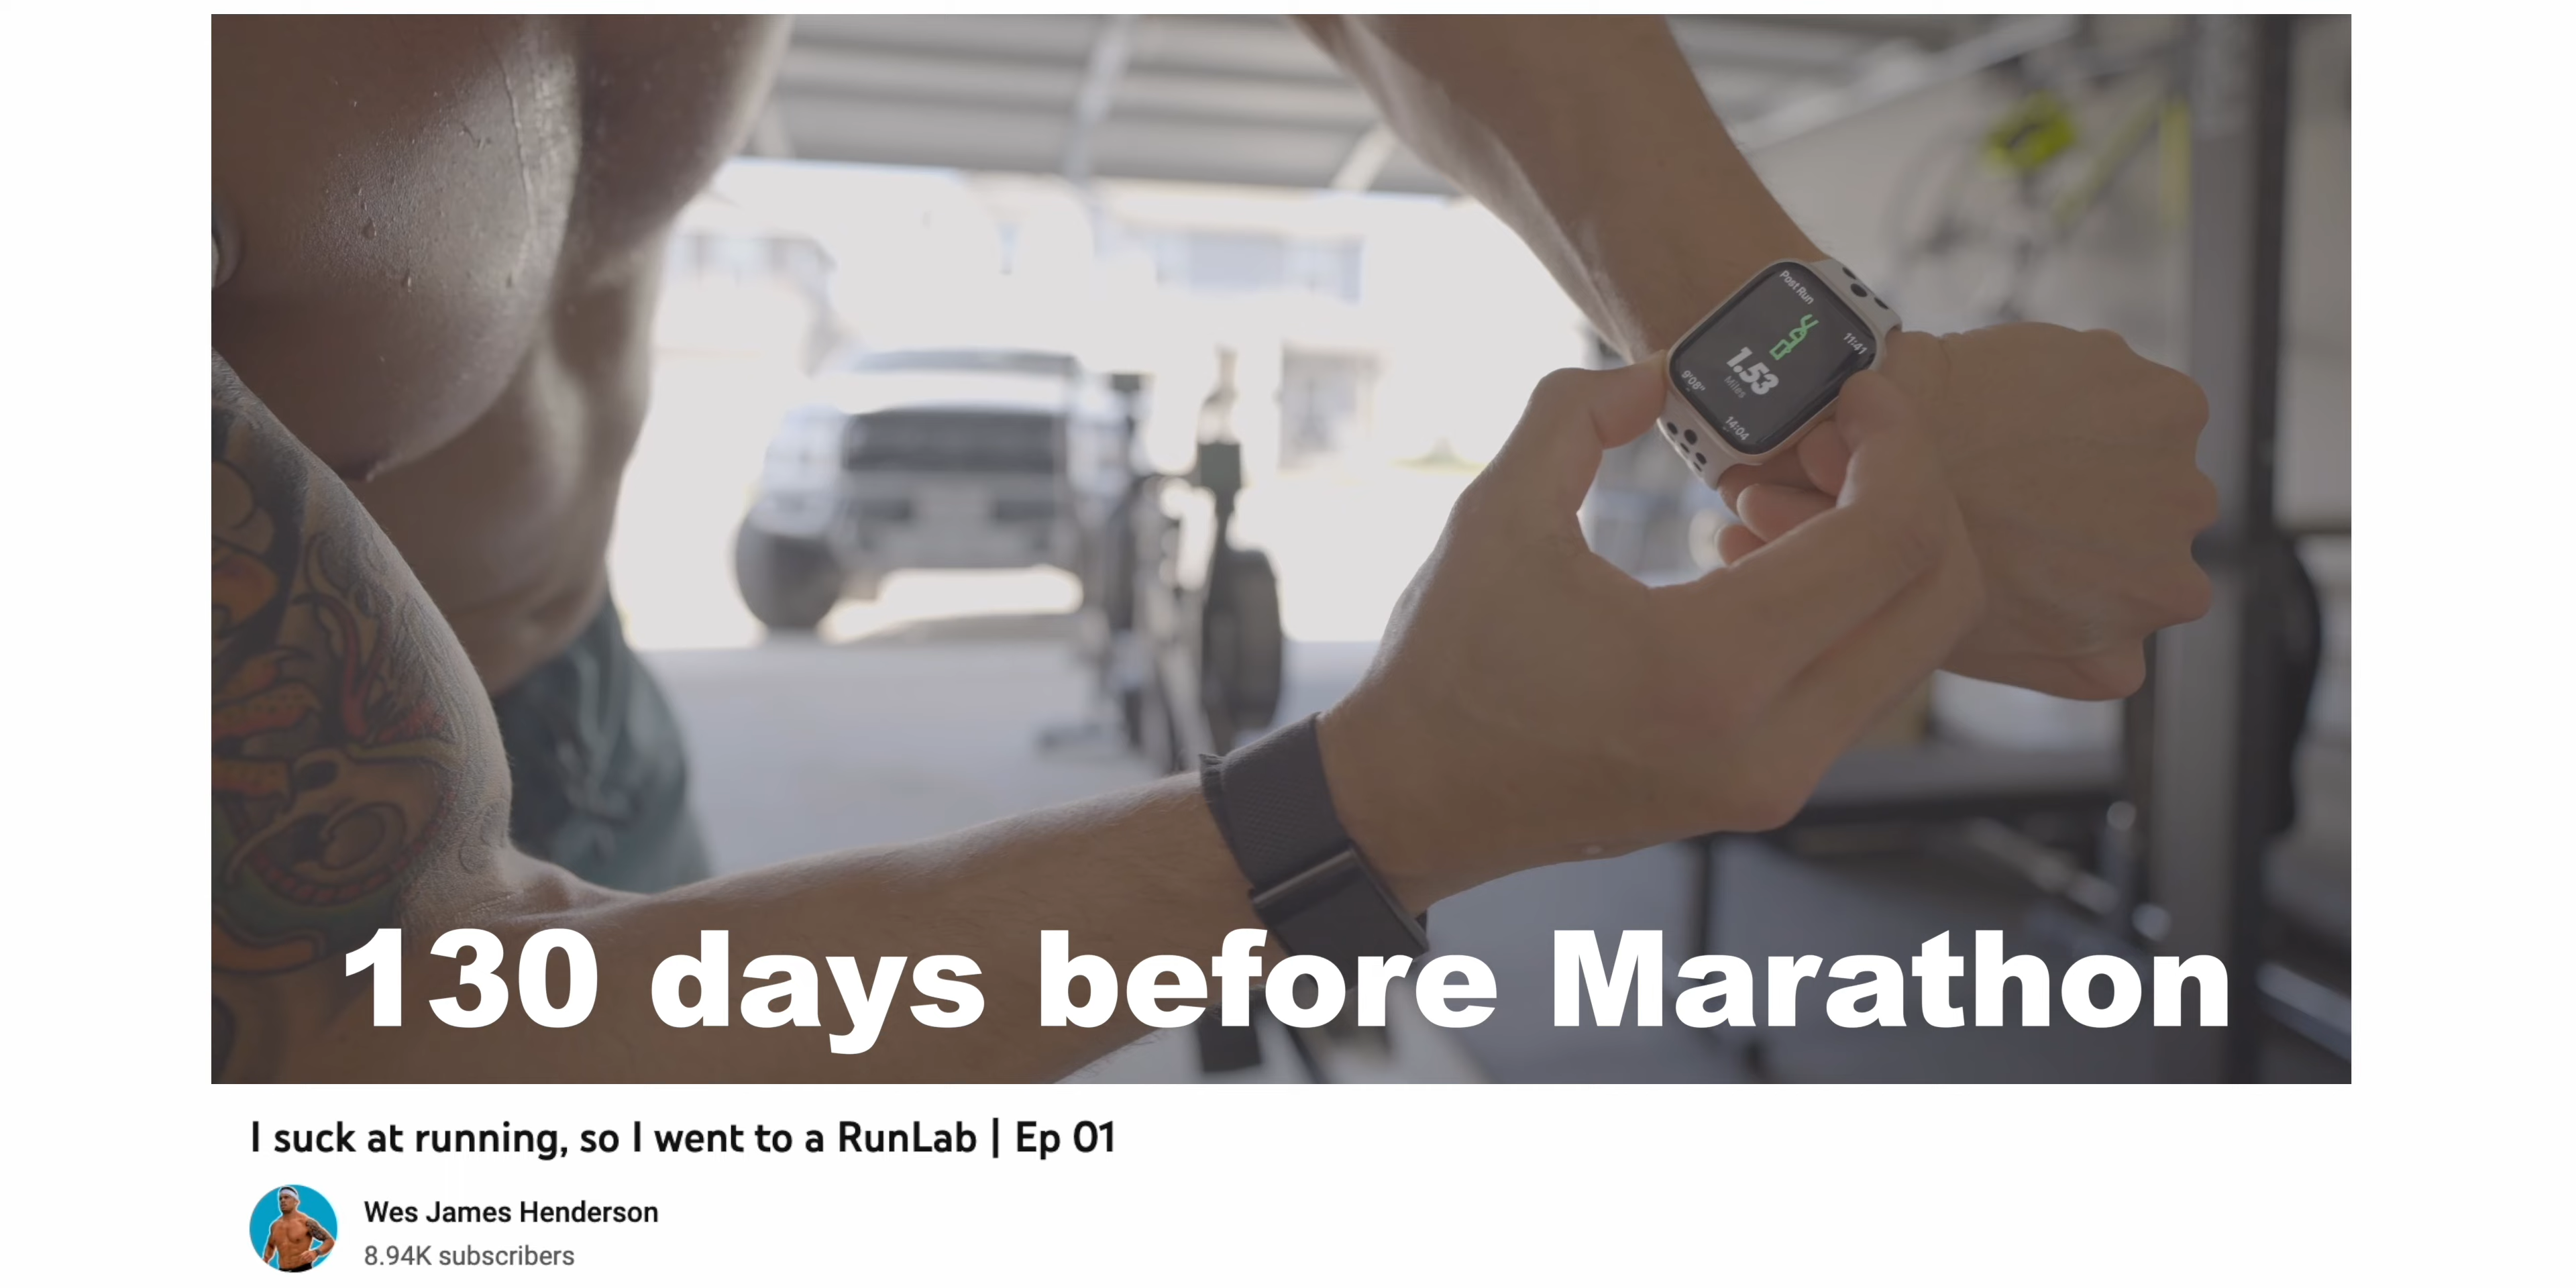 Post Run
11:41
1.53
Miles
9'08"
14:04
130 days before Marathon
I suck at running, so I went to a RunLab | Ep 01
Wes James Henderson
8.94K subscribers